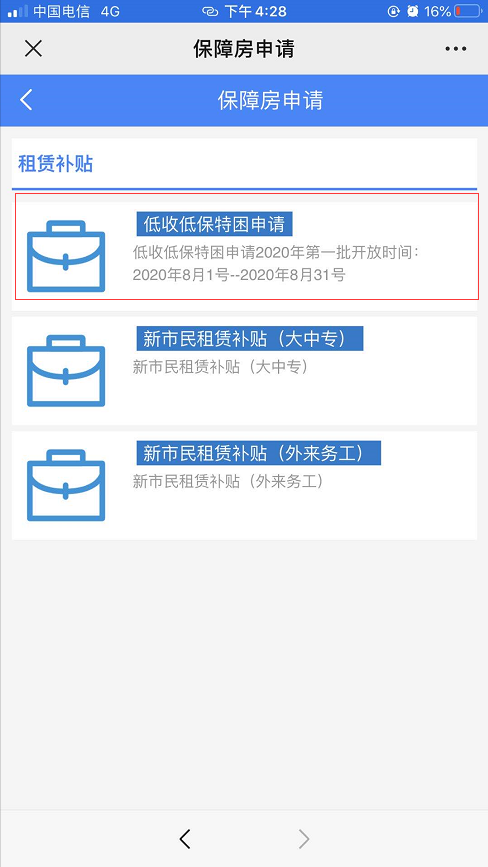 中国电信 4G 下午4:28 16%
保障房申请
保障房申请
租赁补贴
低收低保特困申请
低收低保特困申请2020年第一批开放时间：
2020年8月1号--2020年8月31号
新市民租赁补贴（大中专）
新市民租赁补贴（大中专）
新市民租赁补贴（外来务工）
新市民租赁补贴（外来务工）